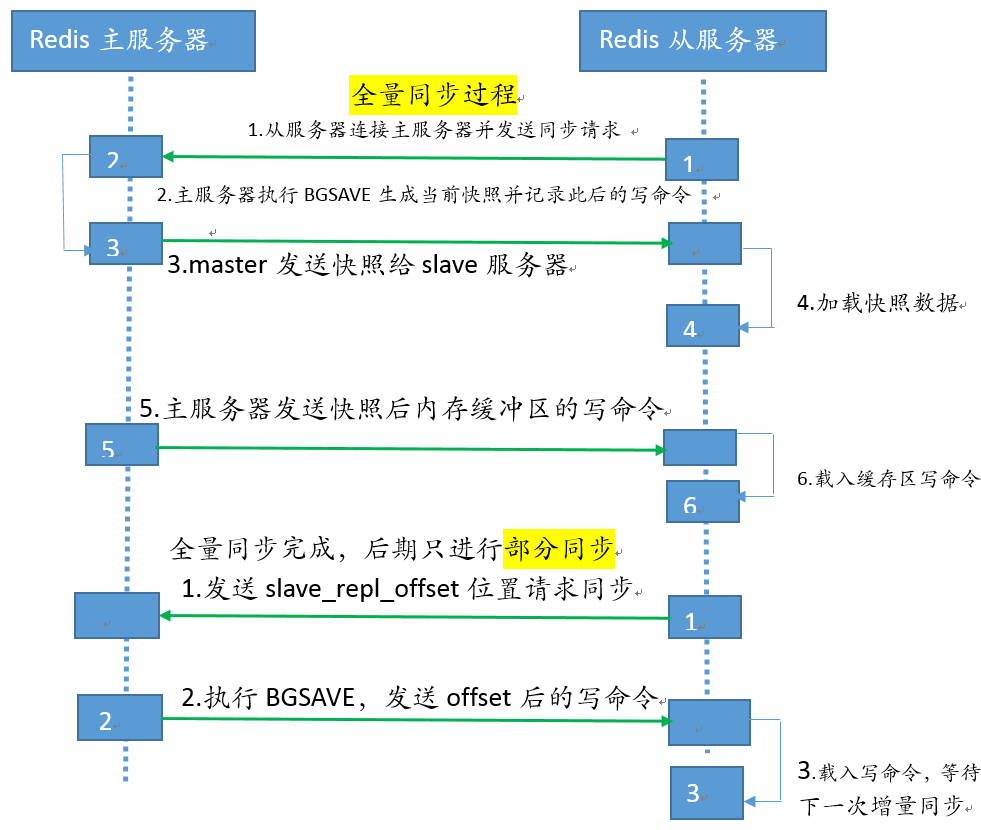 Redis 主服务器
Redis 从服务器
全量同步过程
1.从服务器连接主服务器并发送同步请求
2
1
2.主服务器执行 BGSAVE 生成当前快照并记录此后的写命令
3
3.master 发送快照给 slave 服务器
4.加载快照数据
4
5.主服务器发送快照后内存缓冲区的写命令
5
6.载入缓存区写命令
6
全量同步完成，后期只进行部分同步
1.发送 slave_repl_offset 位置请求同步
1
2.执行 BGSAVE，发送 offset 后的写命令
2
3.载入写命令，等待
下一次增量同步
3